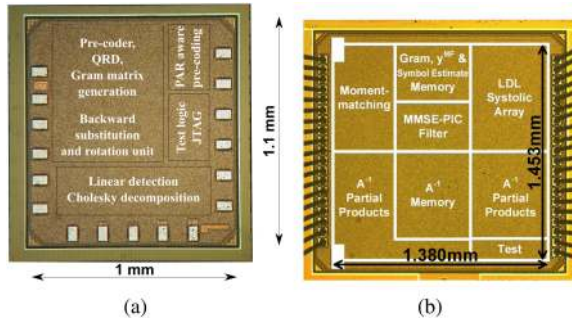 Pre-coder,
QRD,
Gram matrix
generation
PAR aware
pre-coding
Backward
substitution
and rotation unit
Test logic
JTAG
Linear detection
Cholesky decomposition
1.1 mm
1 mm
(a)
Moment-
matching
Gram, y^MF &
Symbol Estimate
Memory
MMSE-PIC
Filter
LDL
Systolic
Array
A⁻¹
Partial
Products
A⁻¹
Memory
A⁻¹
Partial
Products
Test
1.453mm
1.380mm
(b)